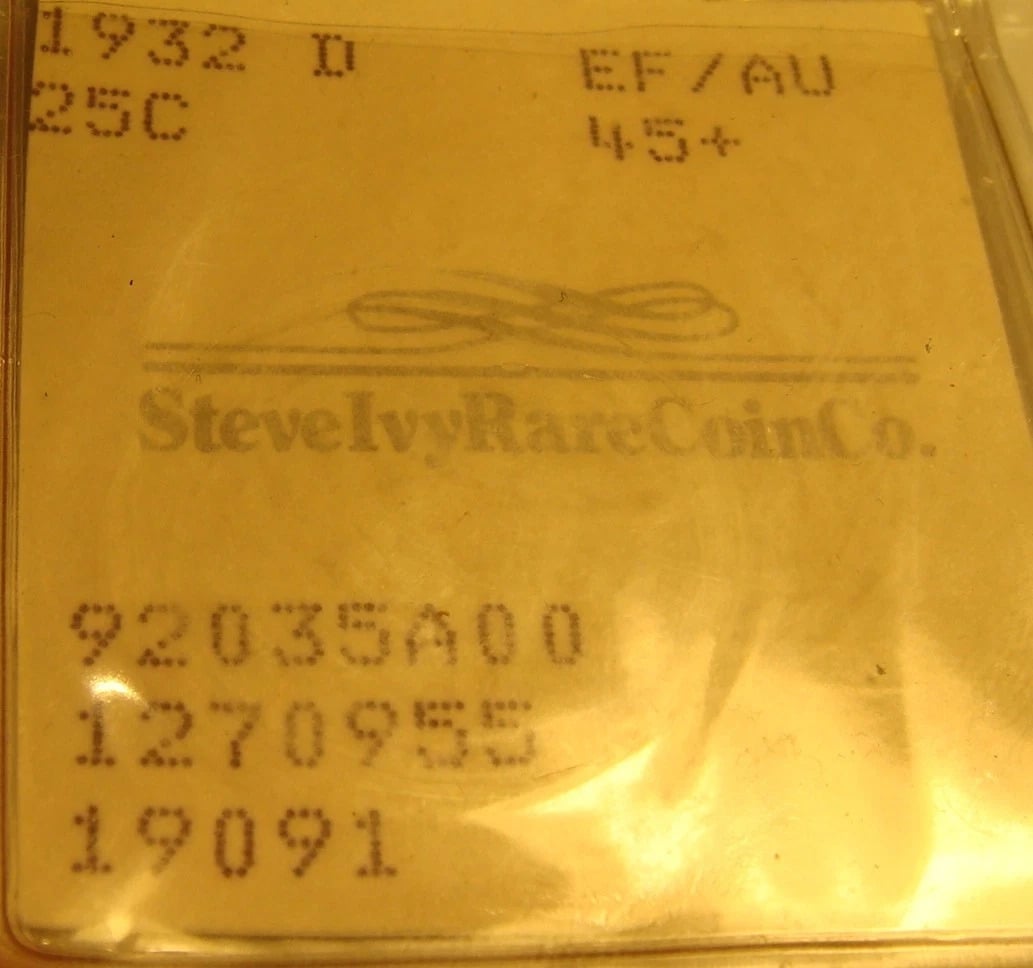 1932 D EF/AU
25C 45+
SteveIvyRareCoinCo.
92035A00
1270955
19091